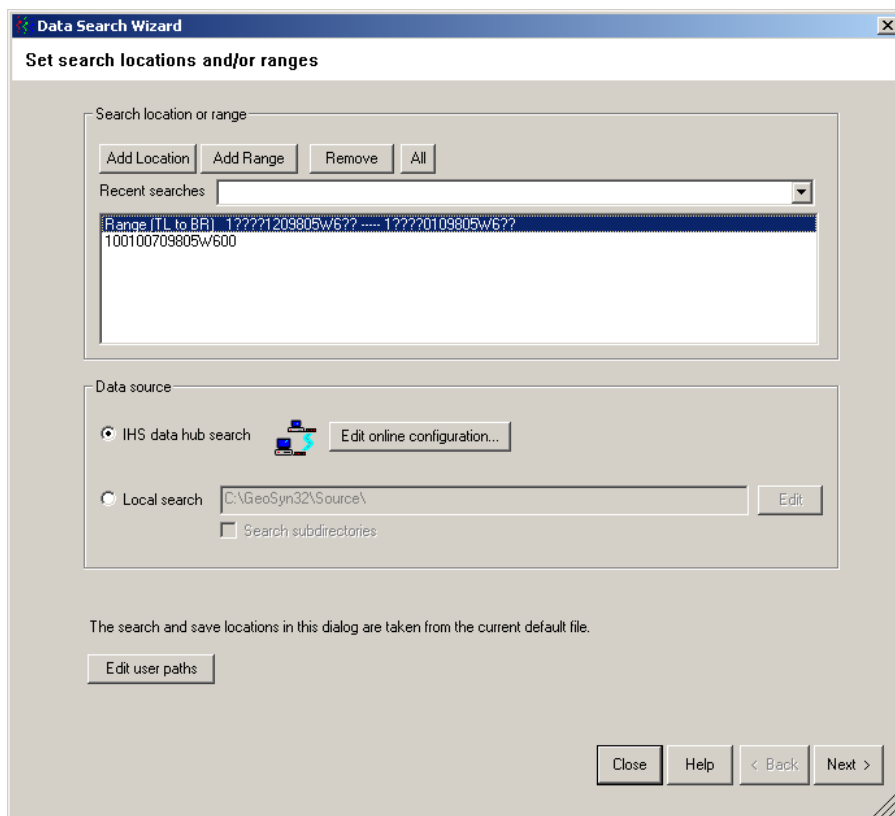 Data Search Wizard
Set search locations and/or ranges
Search location or range
Add Location Add Range Remove All
Recent searches
Range (TL to BR) 1????1209805W6?? ----- 1????0109805W6??
100100709805W600
Data source
IHS data hub search Edit online configuration...
Local search C:\GeoSyn32\Source\ Edit
Search subdirectories
The search and save locations in this dialog are taken from the current default file.
Edit user paths
Close Help < Back Next >